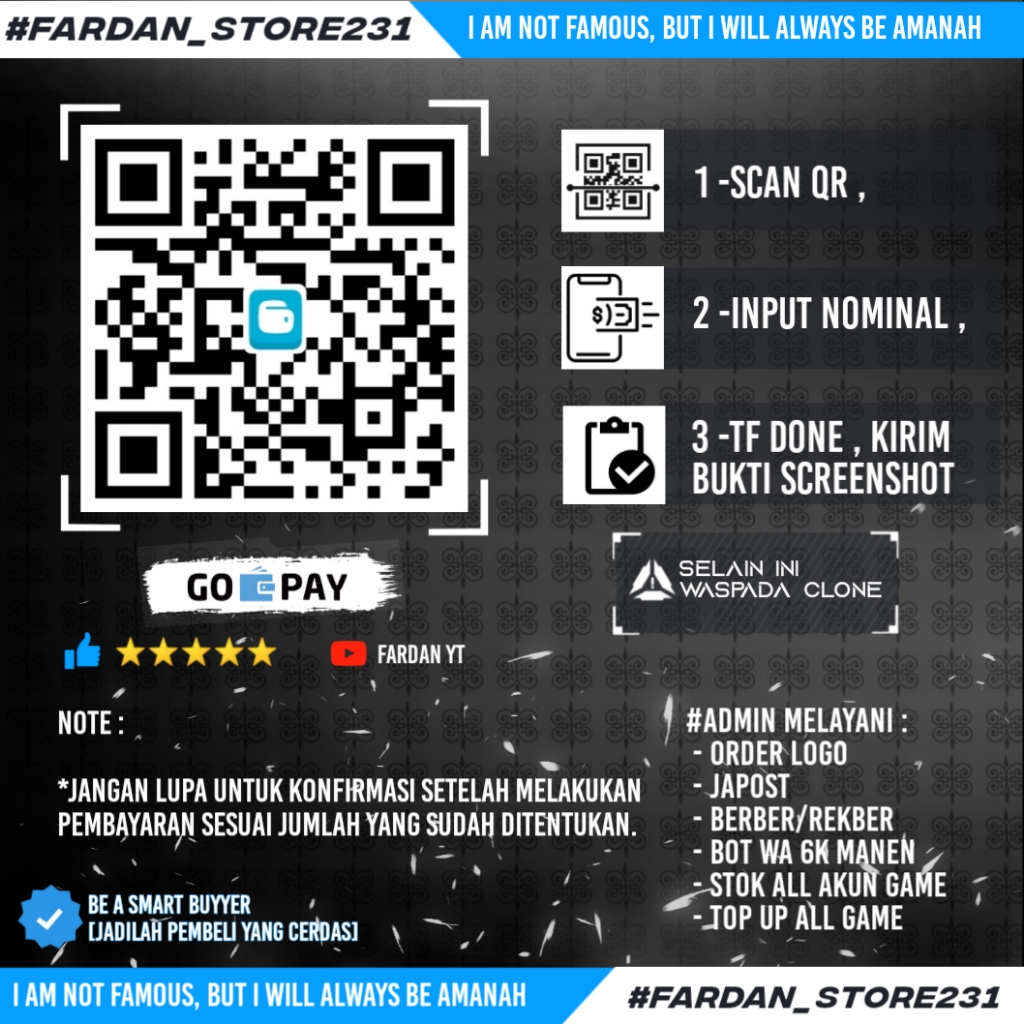 #FARDAN_STORE231
I AM NOT FAMOUS, BUT I WILL ALWAYS BE AMANAH
1 -SCAN QR ,
$
2 -INPUT NOMINAL ,
3 -TF DONE , KIRIM
BUKTI SCREENSHOT
GO PAY
SELAIN INI
WASPADA CLONE
FARDAN YT
NOTE :
*JANGAN LUPA UNTUK KONFIRMASI SETELAH MELAKUKAN
PEMBAYARAN SESUAI JUMLAH YANG SUDAH DITENTUKAN.
#ADMIN MELAYANI :
- ORDER LOGO
- JAPOST
- BERBER/REKBER
- BOT WA 6K MANEN
- STOK ALL AKUN GAME
- TOP UP ALL GAME
BE A SMART BUYYER
[JADILAH PEMBELI YANG CERDAS]
I AM NOT FAMOUS, BUT I WILL ALWAYS BE AMANAH
#FARDAN_STORE231